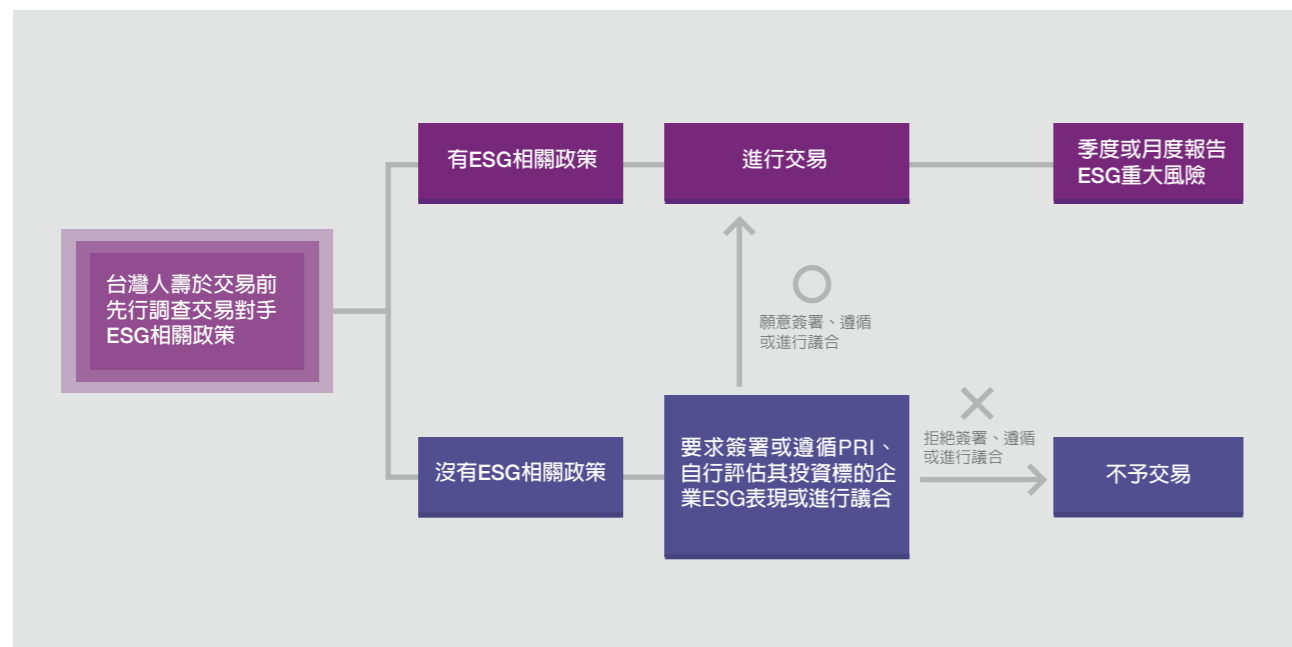 台灣人壽於交易前
先行調查交易對手
ESG相關政策
有ESG相關政策
進行交易
季度或月度報告
ESG重大風險
願意簽署、遵循
或進行議合
沒有ESG相關政策
要求簽署或遵循PRI、
自行評估其投資標的企
業ESG表現或進行議合
拒絶簽署、遵循
或進行議合
不予交易